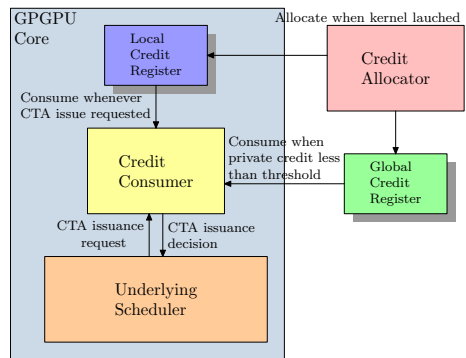 GPGPU
Core
Allocate when kernel lauched
Local
Credit
Register
Credit
Allocator
Consume whenever
CTA issue requested
Credit
Consumer
Consume when
private credit less
than threshold
Global
Credit
Register
CTA issuance
request
CTA issuance
decision
Underlying
Scheduler